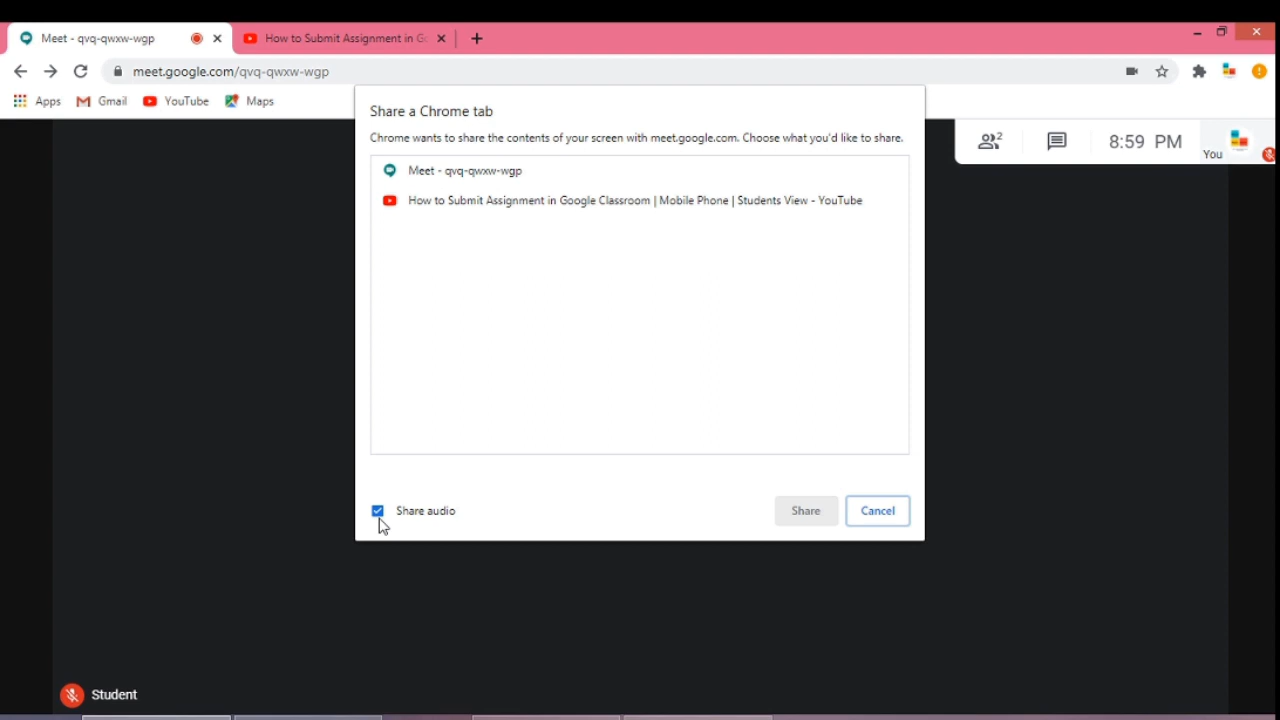 Meet - qvq-qwxw-wgp
How to Submit Assignment in G
meet.google.com/qvq-qwxw-wgp
Apps Gmail YouTube Maps
Share a Chrome tab
Chrome wants to share the contents of your screen with meet.google.com. Choose what you'd like to share.
Meet - qvq-qwxw-wgp
How to Submit Assignment in Google Classroom | Mobile Phone | Students View - YouTube
Share audio
Share
Cancel
2
8:59 PM
You
Student